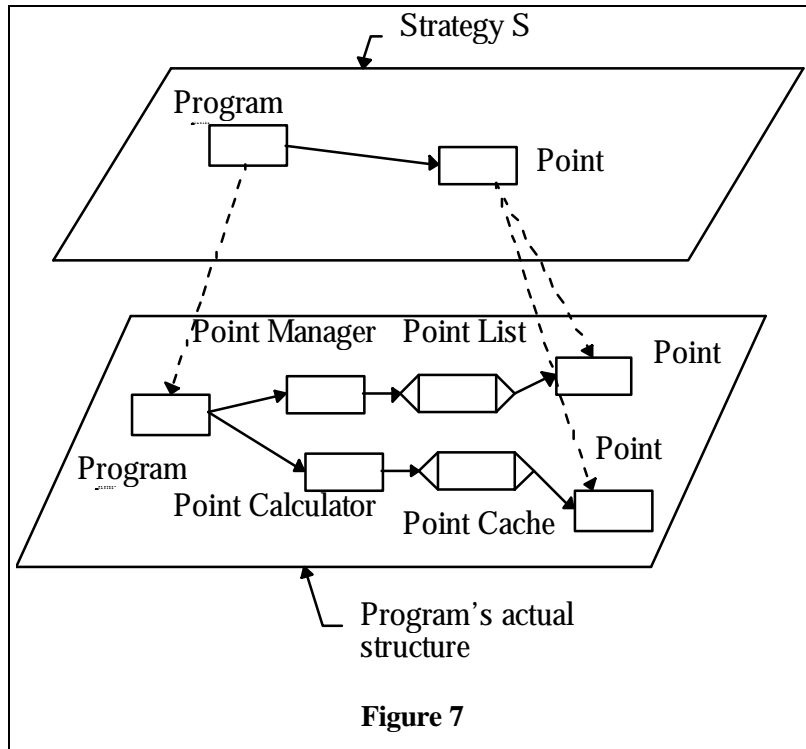 Strategy S
Program
Point
Point Manager
Point List
Point
Point
Program
Point Calculator
Point Cache
Program's actual
structure
Figure 7